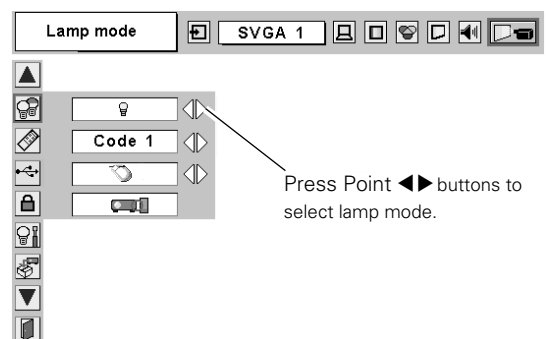 Lamp mode
SVGA 1
Code 1
Press Point ◀▶ buttons to
select lamp mode.